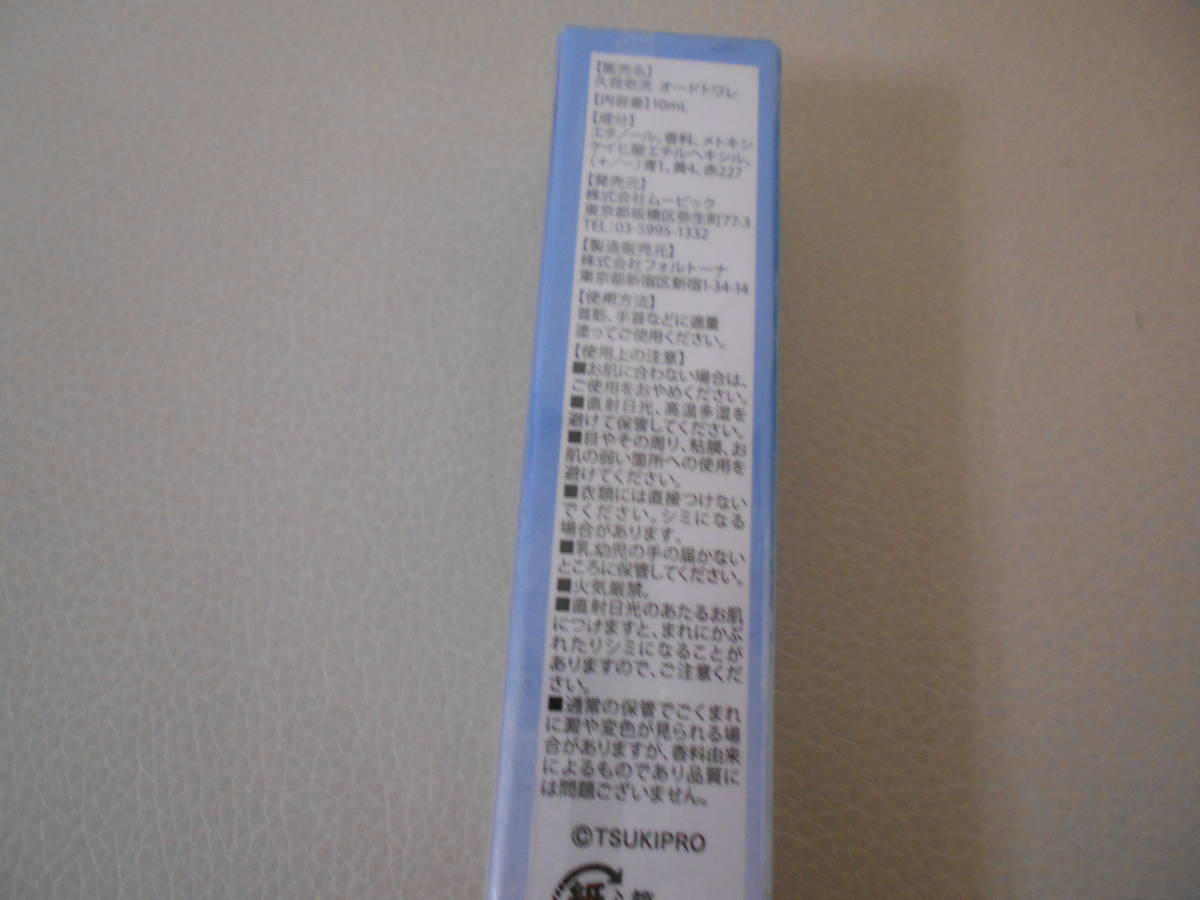 【販売名】
久我壱流 オードトワレ
【内容量】10mL
【成分】
エタノール、香料、メトキシ
ケイヒ酸エチルヘキシル、
(+/−)青1、黄4、赤227
【発売元】
株式会社ムービック
東京都板橋区弥生町77-3
TEL:03-5995-1332
【製造販売元】
株式会社フォルトーナ
東京都新宿区新宿1-34-14
【使用方法】
首筋、手首などに適量
塗ってご使用ください。
【使用上の注意】
■お肌に合わない場合は、
ご使用をおやめください。
■直射日光、高温多湿を
避けて保管してください。
■目やその周り、粘膜、お
肌の弱い箇所への使用を
避けてください。
■衣類には直接つけない
でください。シミになる
場合があります。
■乳幼児の手の届かない
ところに保管してください。
■火気厳禁。
■直射日光のあたるお肌
につけますと、まれにかぶ
れたりシミになることが
ありますので、ご注意くだ
さい。
■通常の保管でごくまれ
に澱や変色が見られる場
合がありますが、香料由来
によるものであり品質に
は問題ございません。
©TSUKIPRO
紙 箱